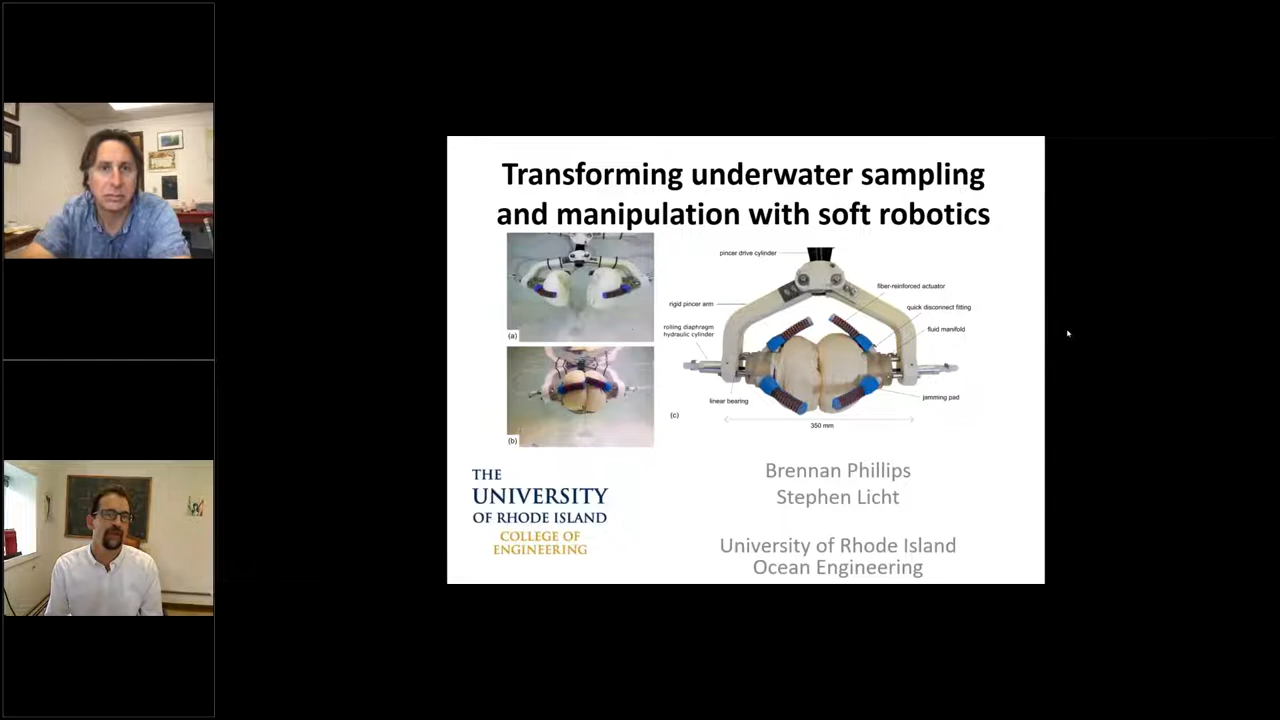 Transforming underwater sampling
and manipulation with soft robotics
(a)
(b)
pincer drive cylinder
fiber-reinforced actuator
quick disconnect fitting
rigid pincer arm
fluid manifold
rolling diaphragm
hydraulic cylinder
linear bearing
jamming pad
(c)
350 mm
THE
UNIVERSITY
OF RHODE ISLAND
COLLEGE OF
ENGINEERING
Brennan Phillips
Stephen Licht
University of Rhode Island
Ocean Engineering